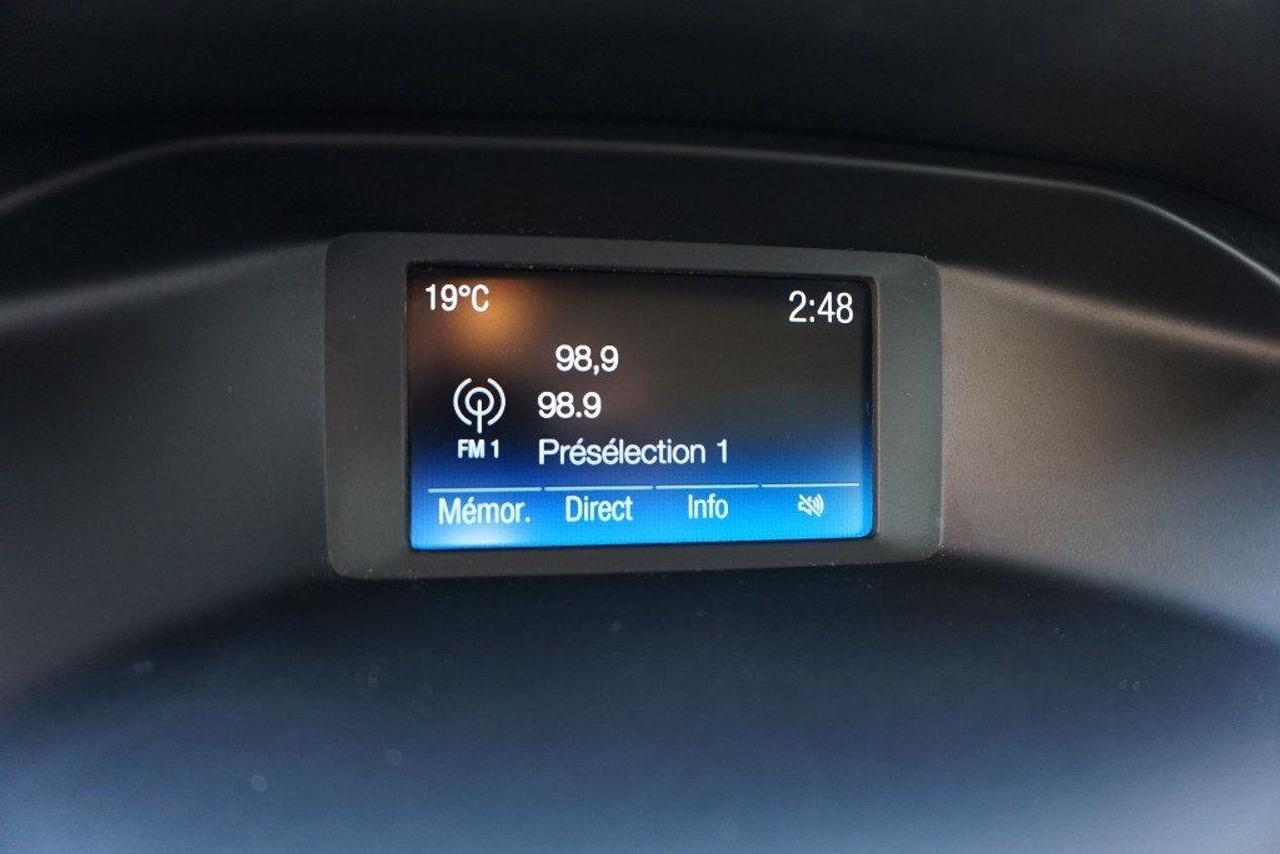 19°C 2:48
98,9
98.9
FM 1 Présélection 1
Mémor. Direct Info